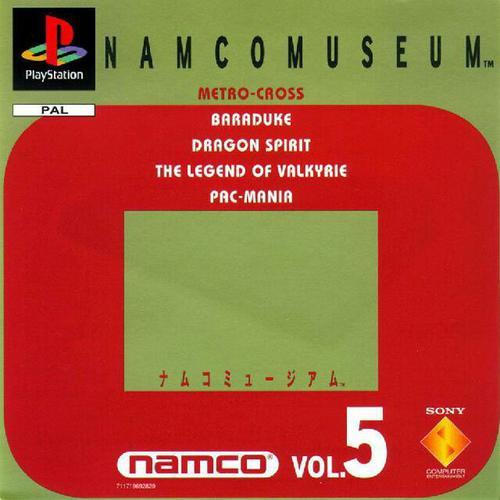 NAMCOMUSEUM™
PlayStation
PAL
METRO-CROSS
BARADUKE
DRAGON SPIRIT
THE LEGEND OF VALKYRIE
PAC-MANIA
ナムコミュージアム™
namco®
VOL.5
SONY
COMPUTER
ENTERTAINMENT